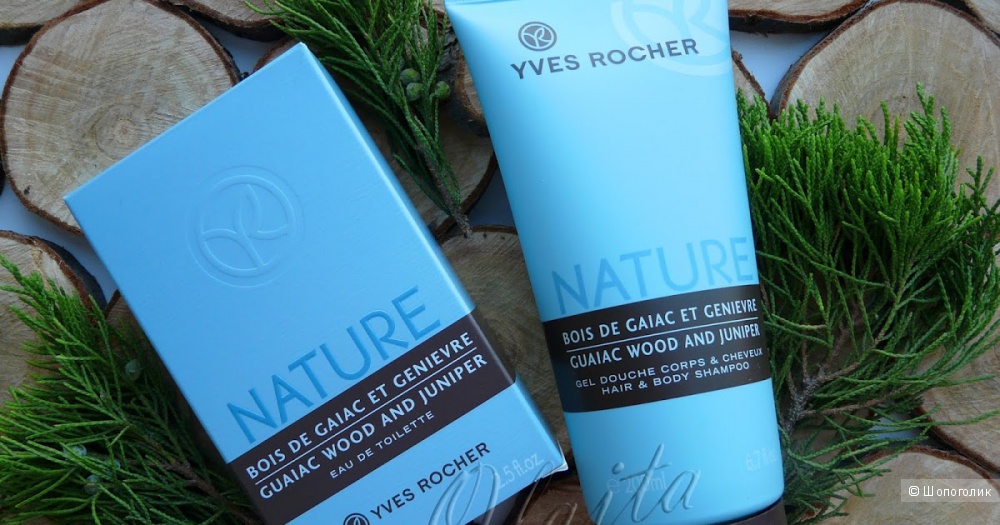 NATURE
BOIS DE GAIAC ET GENIEVRE
GUAIAC WOOD AND JUNIPER
EAU DE TOILETTE
YVES ROCHER
YVES ROCHER
NATURE
BOIS DE GAIAC ET GENIEVRE
GUAIAC WOOD AND JUNIPER
GEL DOUCHE CORPS & CHEVEUX
HAIR & BODY SHAMPOO
© Шопоголик